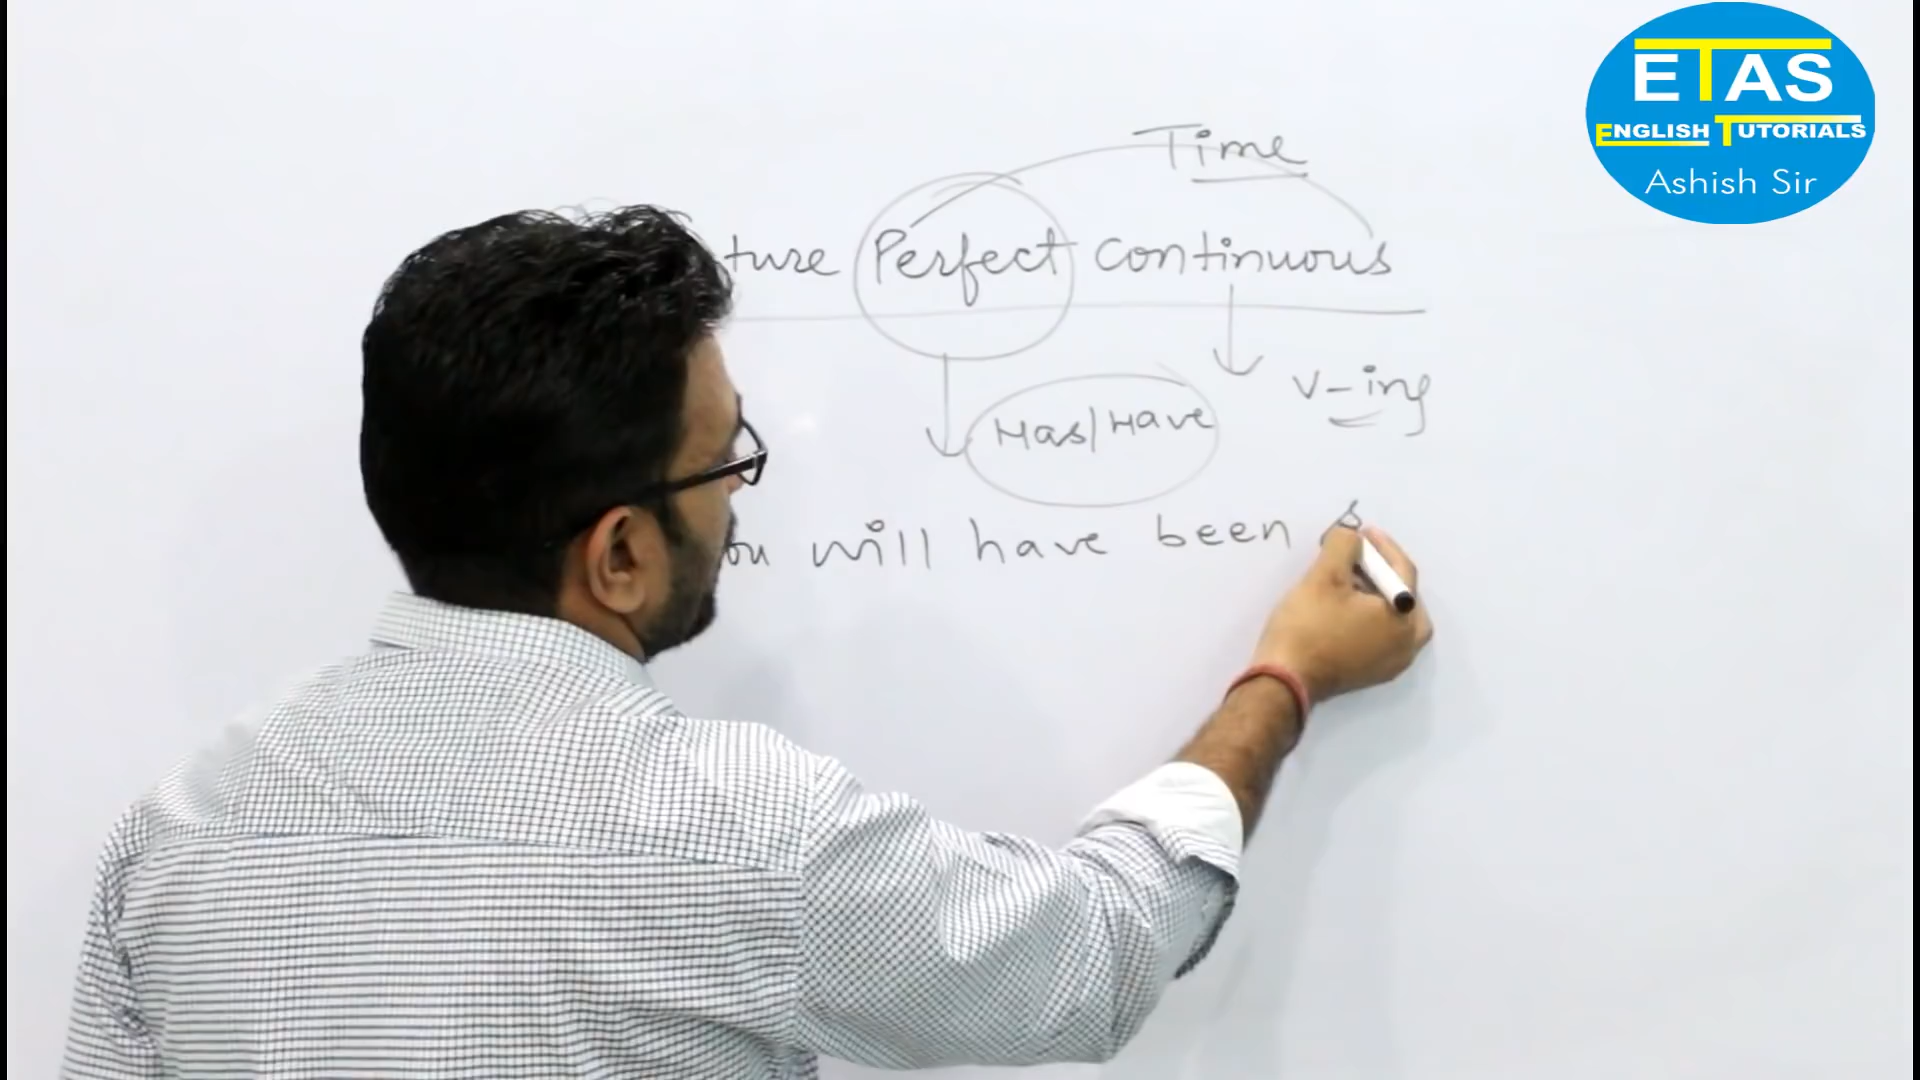 ETAS
ENGLISH TUTORIALS
Ashish Sir
Time
ture Perfect Continuous
V-ing
Has/Have
ou will have been s